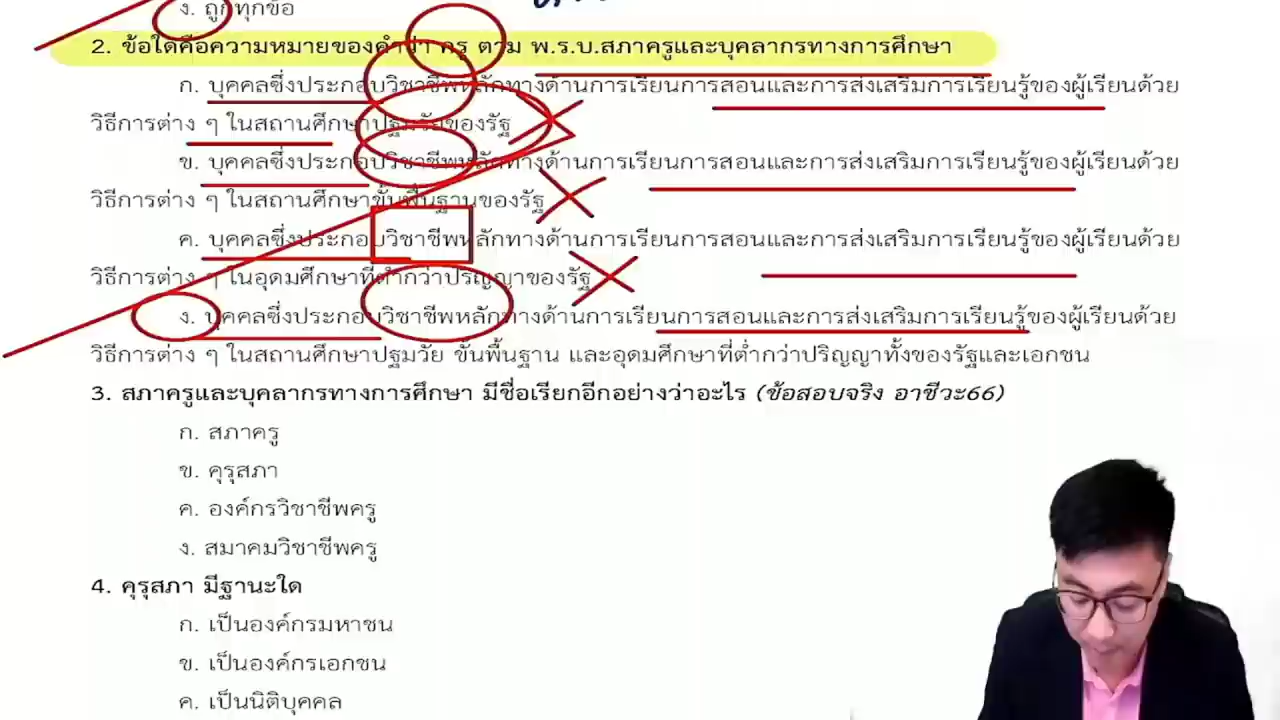 ง. ถูกทุกข้อ
2. ข้อใดคือความหมายของคำว่า ครู ตาม พ.ร.บ.สภาครูและบุคลากรทางการศึกษา
ก. บุคคลซึ่งประกอบวิชาชีพหลักทางด้านการเรียนการสอนและการส่งเสริมการเรียนรู้ของผู้เรียนด้วย
วิธีการต่าง ๆ ในสถานศึกษาปฐมวัยของรัฐ
ข. บุคคลซึ่งประกอบวิชาชีพหลักทางด้านการเรียนการสอนและการส่งเสริมการเรียนรู้ของผู้เรียนด้วย
วิธีการต่าง ๆ ในสถานศึกษาขั้นพื้นฐานของรัฐ
ค. บุคคลซึ่งประกอบวิชาชีพหลักทางด้านการเรียนการสอนและการส่งเสริมการเรียนรู้ของผู้เรียนด้วย
วิธีการต่าง ๆ ในอุดมศึกษาที่ต่ำกว่าปริญญาของรัฐ
ง. บุคคลซึ่งประกอบวิชาชีพหลักทางด้านการเรียนการสอนและการส่งเสริมการเรียนรู้ของผู้เรียนด้วย
วิธีการต่าง ๆ ในสถานศึกษาปฐมวัย ขั้นพื้นฐาน และอุดมศึกษาที่ต่ำกว่าปริญญาทั้งของรัฐและเอกชน
3. สภาครูและบุคลากรทางการศึกษา มีชื่อเรียกอีกอย่างว่าอะไร (ข้อสอบจริง อาชีวะ66)
ก. สภาครู
ข. คุรุสภา
ค. องค์กรวิชาชีพครู
ง. สมาคมวิชาชีพครู
4. คุรุสภา มีฐานะใด
ก. เป็นองค์กรมหาชน
ข. เป็นองค์กรเอกชน
ค. เป็นนิติบุคคล